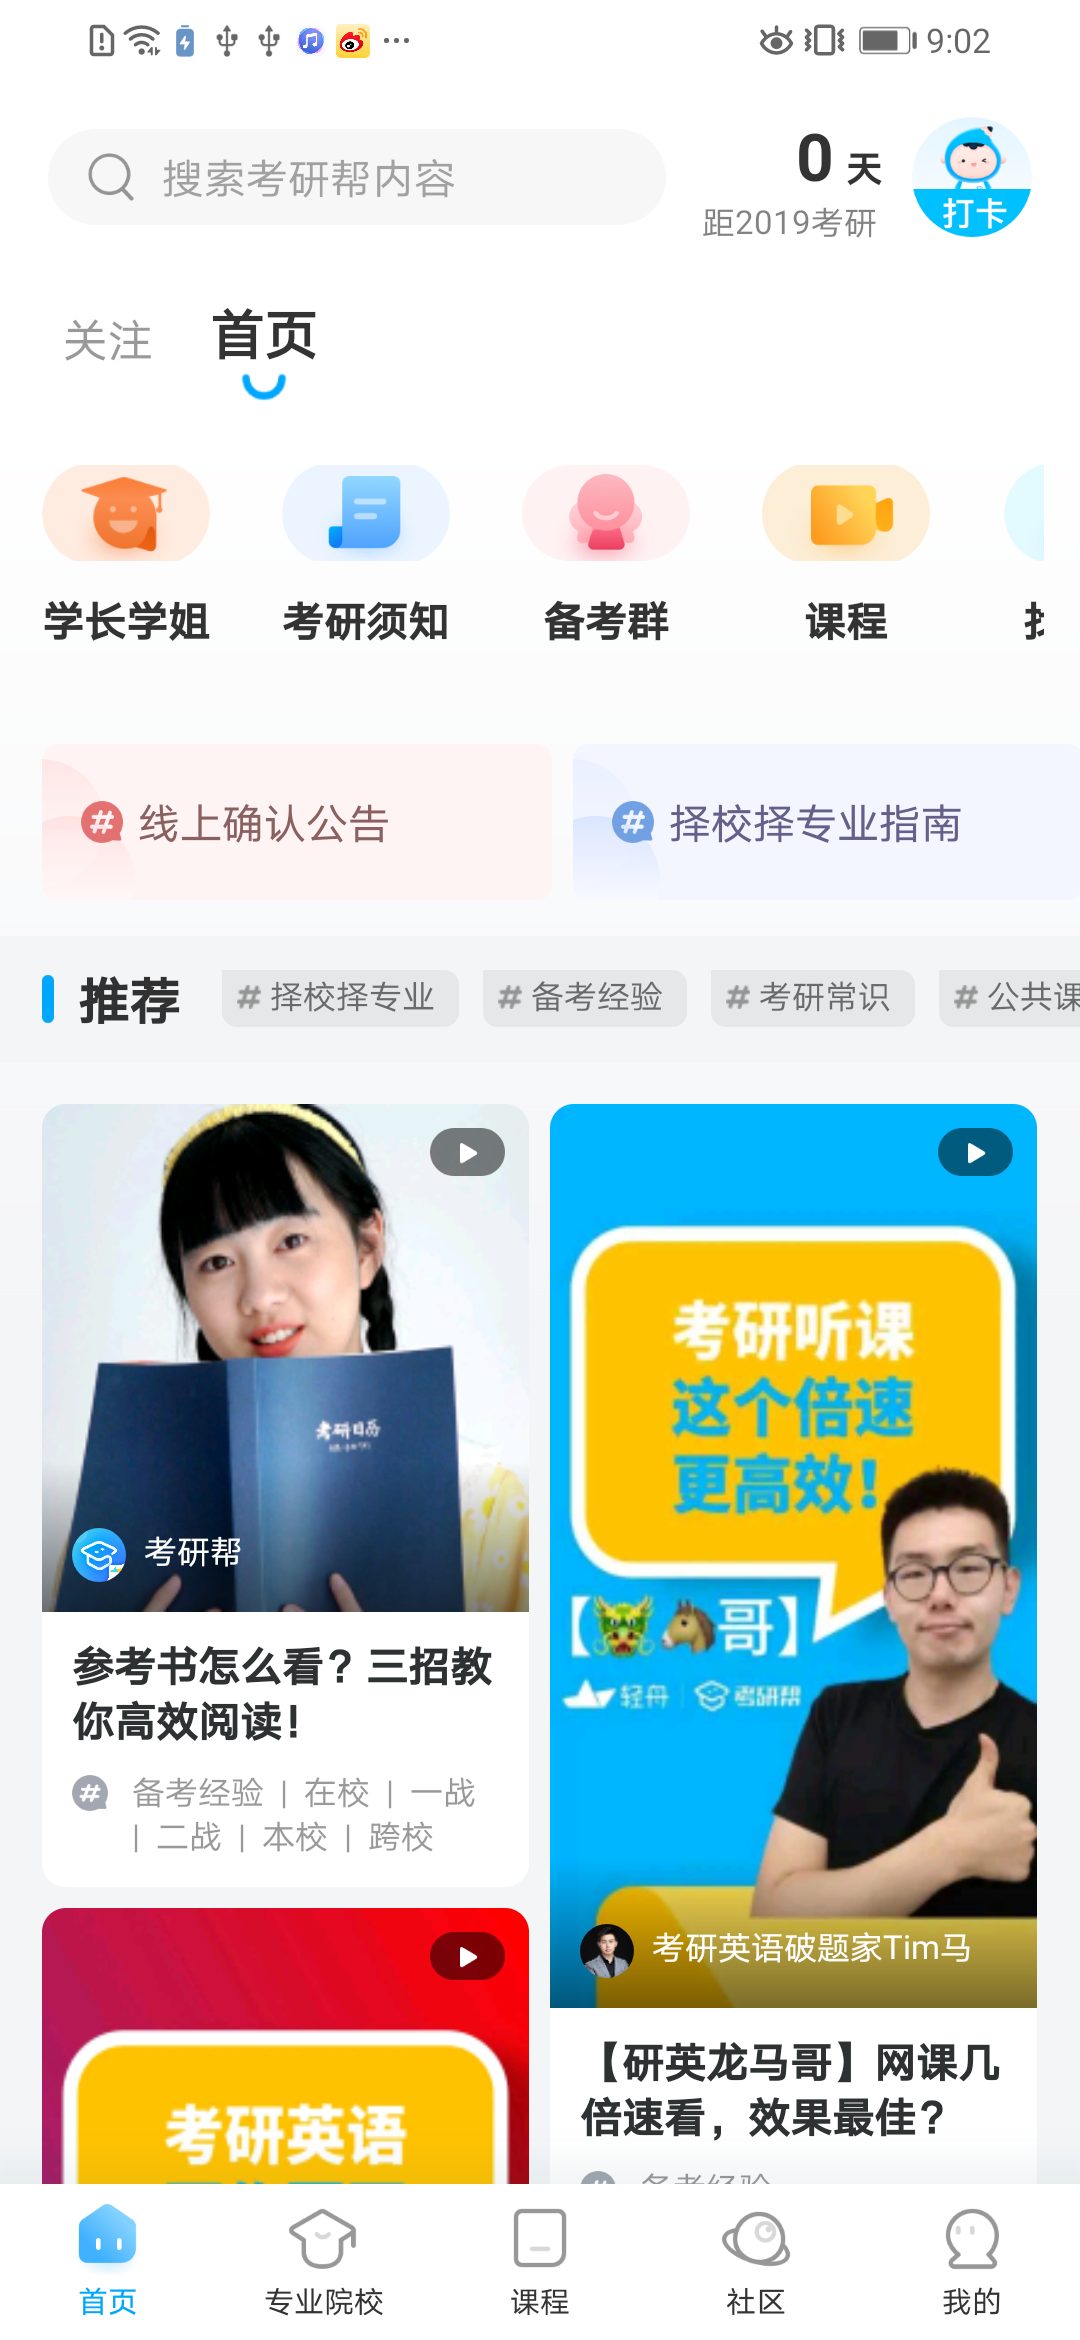 9:02
搜索考研帮内容
0 天
距2019考研
打卡
关注
首页
学长学姐
考研须知
备考群
课程
# 线上确认公告
# 择校择专业指南
推荐
# 择校择专业
# 备考经验
# 考研常识
# 公共课
考研日历
考研帮
参考书怎么看？三招教
你高效阅读！
# 备考经验 | 在校 | 一战
| 二战 | 本校 | 跨校
考研听课
这个倍速
更高效！
【🐲🐴哥】
轻舟 | 考研帮
考研英语破题家Tim马
【研英龙马哥】网课几
倍速看，效果最佳？
备考经验
考研英语
首页
专业院校
课程
社区
我的